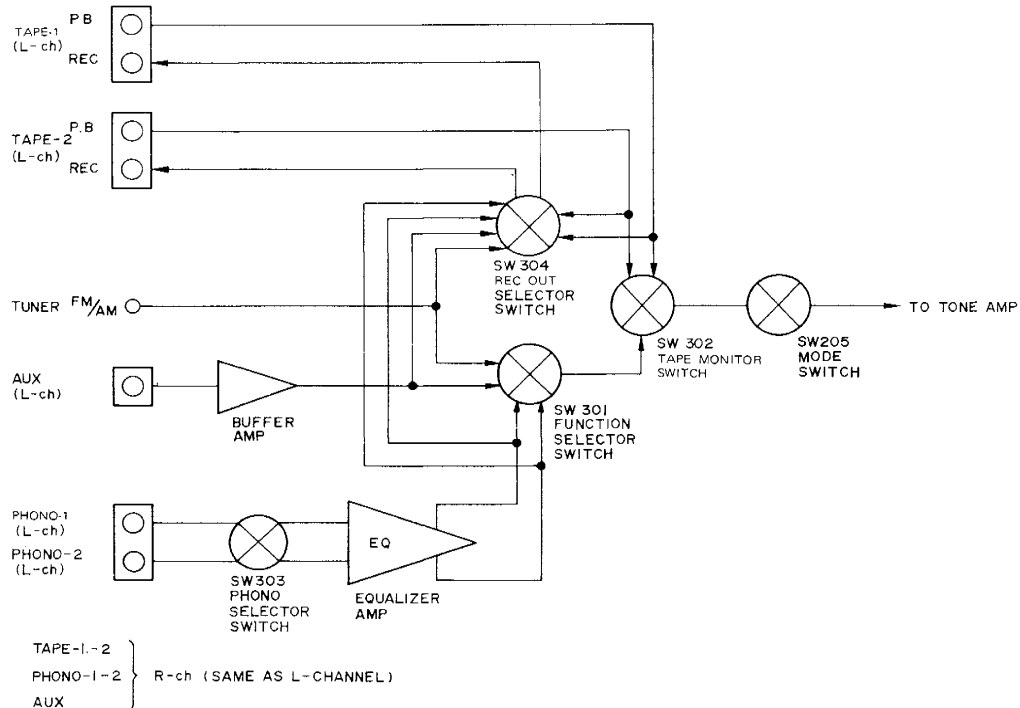 TAPE-1
(L-ch)
P.B
REC
TAPE-2
(L-ch)
P.B
REC
SW 304
REC OUT
SELECTOR
SWITCH
TUNER FM/AM
SW 302
TAPE MONITOR
SWITCH
SW205
MODE
SWITCH
TO TONE AMP
AUX
(L-ch)
BUFFER
AMP
SW 301
FUNCTION
SELECTOR
SWITCH
PHONO-1
(L-ch)
PHONO-2
(L-ch)
SW303
PHONO
SELECTOR
SWITCH
EQ
EQUALIZER
AMP
TAPE-1.-2
PHONO-1-2
AUX
R-ch (SAME AS L-CHANNEL)